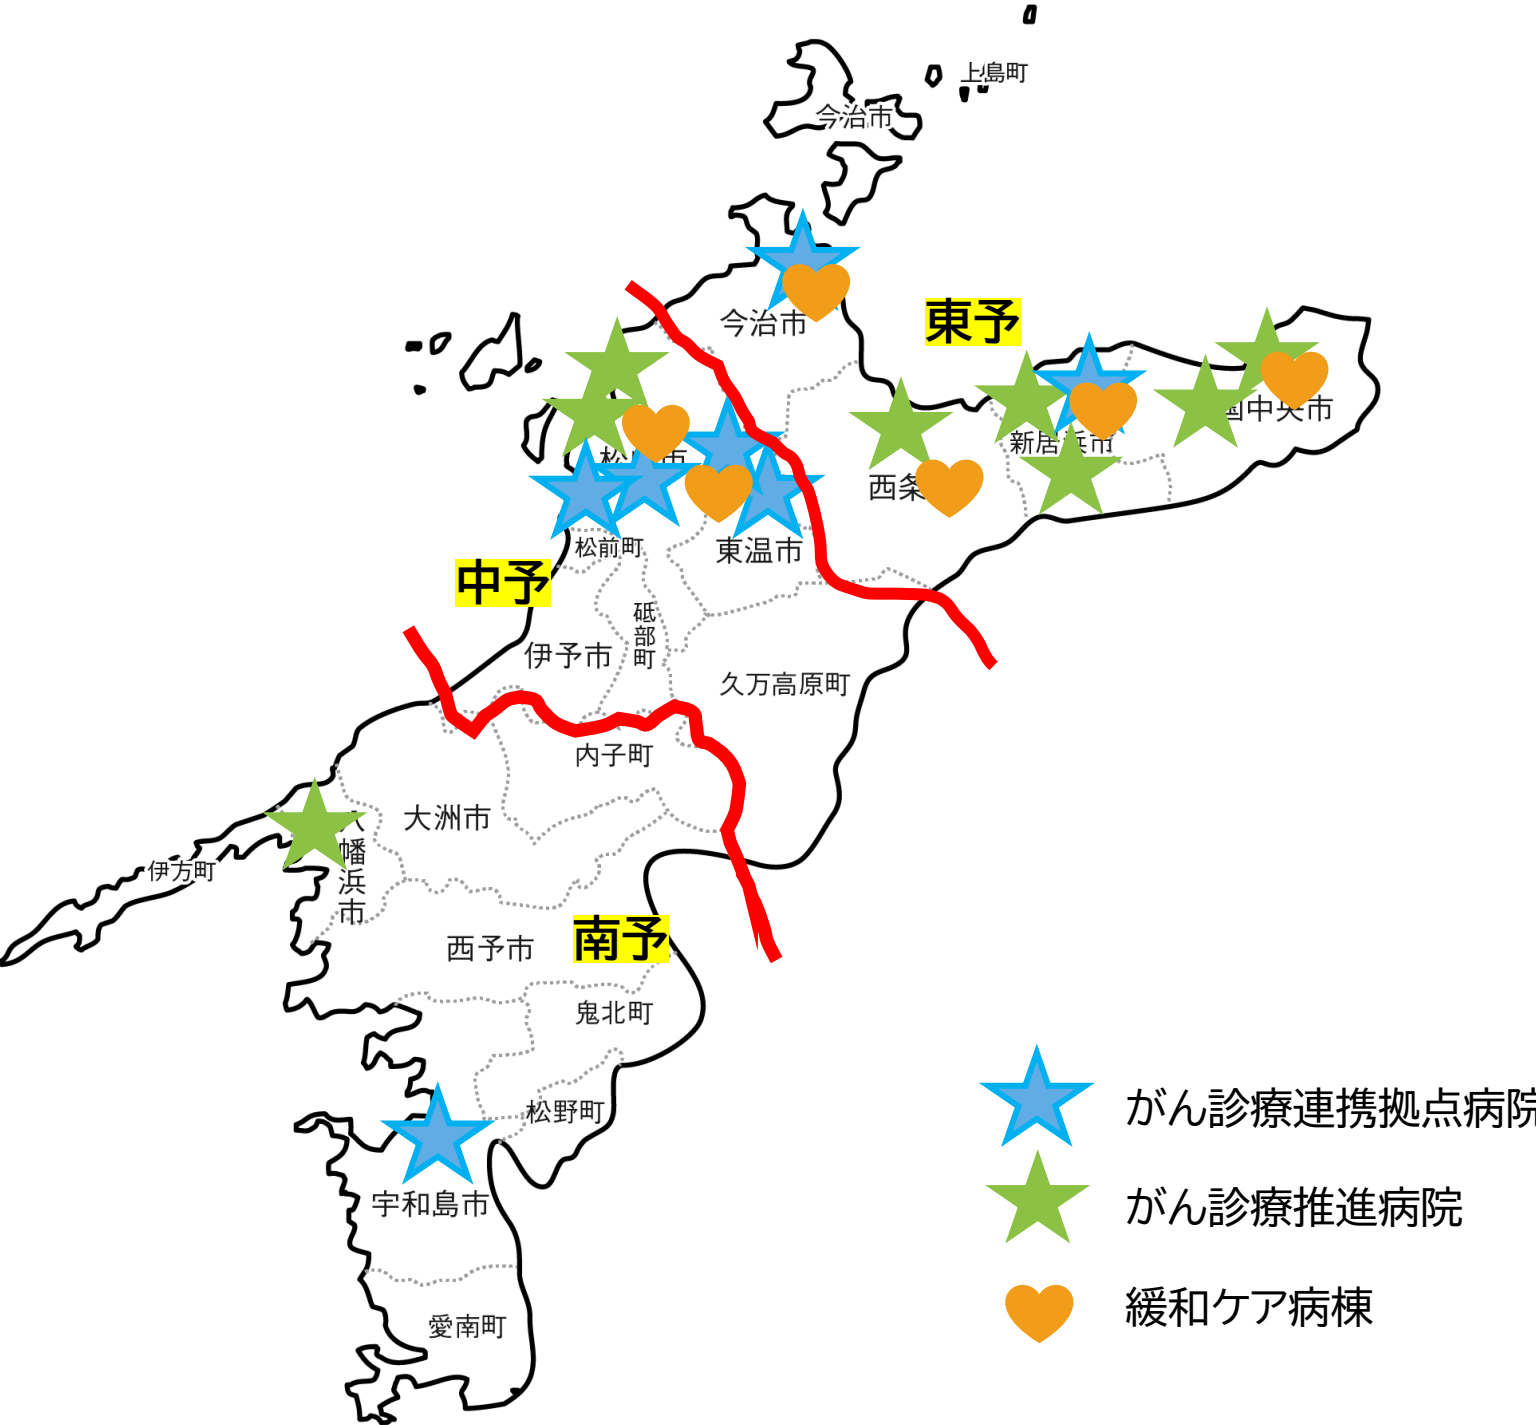 上島町
今治市
今治市
東予
国中央市
新居浜市
西条
松山市
東温市
松前町
中予
砥部町
伊予市
久万高原町
内子町
大洲市
八幡浜市
伊方町
西予市
南予
鬼北町
松野町
宇和島市
愛南町
がん診療連携拠点病院
がん診療推進病院
緩和ケア病棟